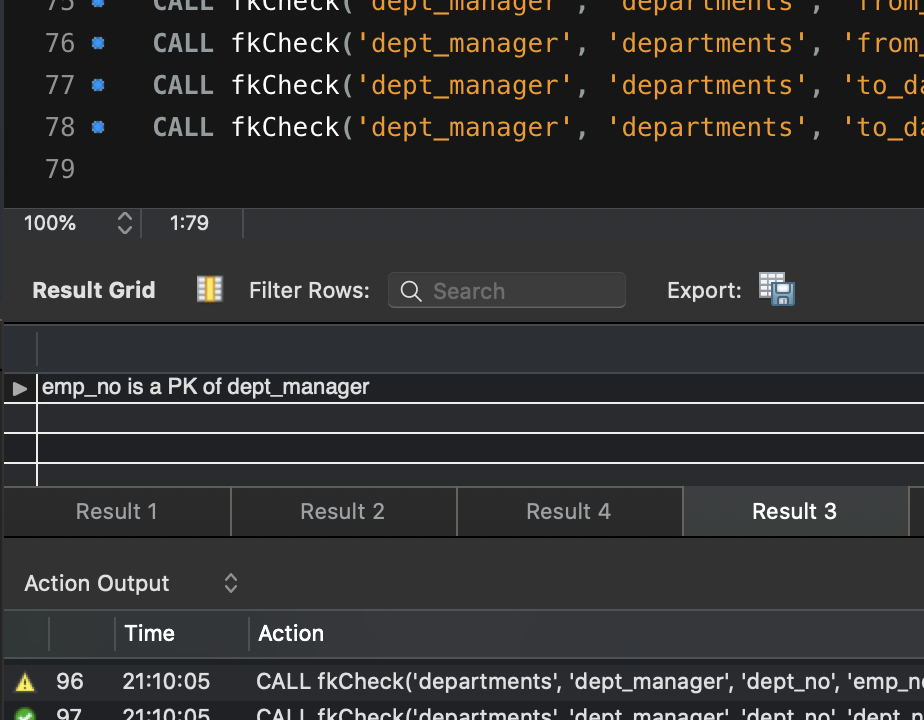 75 CALL fkCheck('dept_manager', 'departments', 'from_
76 CALL fkCheck('dept_manager', 'departments', 'from_
77 CALL fkCheck('dept_manager', 'departments', 'to_da
78 CALL fkCheck('dept_manager', 'departments', 'to_da
79
100% 1:79
Result Grid Filter Rows: Search Export:
emp_no is a PK of dept_manager
Result 1 Result 2 Result 4 Result 3
Action Output
Time Action
96 21:10:05 CALL fkCheck('departments', 'dept_manager', 'dept_no', 'emp_no
97 21:10:05 CALL fkCheck('departments', 'dept_manager', 'dept_no', 'dept_n